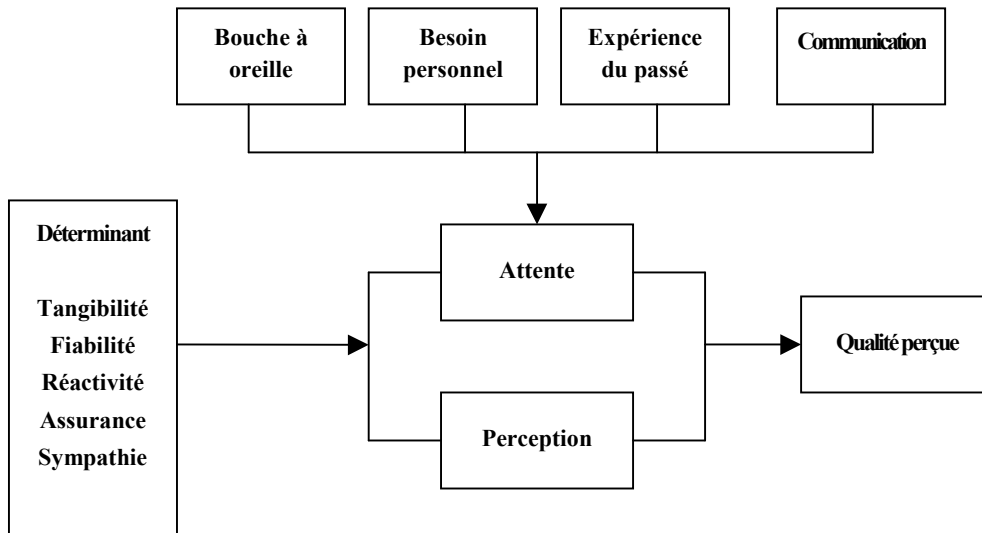 Bouche à
oreille
Besoin
personnel
Expérience
du passé
Communication
Déterminant
Tangibilité
Fiabilité
Réactivité
Assurance
Sympathie
Attente
Perception
Qualité perçue